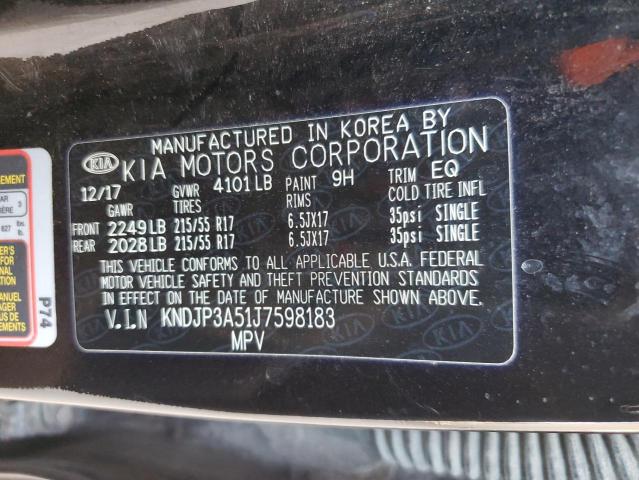 MANUFACTURED IN KOREA BY
KIA KIA MOTORS CORPORATION
12/17 GVWR 4101LB PAINT 9H TRIM EQ
GAWR TIRES RIMS COLD TIRE INFL
FRONT 2249LB 215/55 R17 6.5JX17 35psi SINGLE
REAR 2028LB 215/55 R17 6.5JX17 35psi SINGLE
THIS VEHICLE CONFORMS TO ALL APPLICABLE U.S.A. FEDERAL
MOTOR VEHICLE SAFETY AND THEFT PREVENTION STANDARDS
IN EFFECT ON THE DATE OF MANUFACTURE SHOWN ABOVE.
V.I.N KNDJP3A51J7598183
MPV
P74